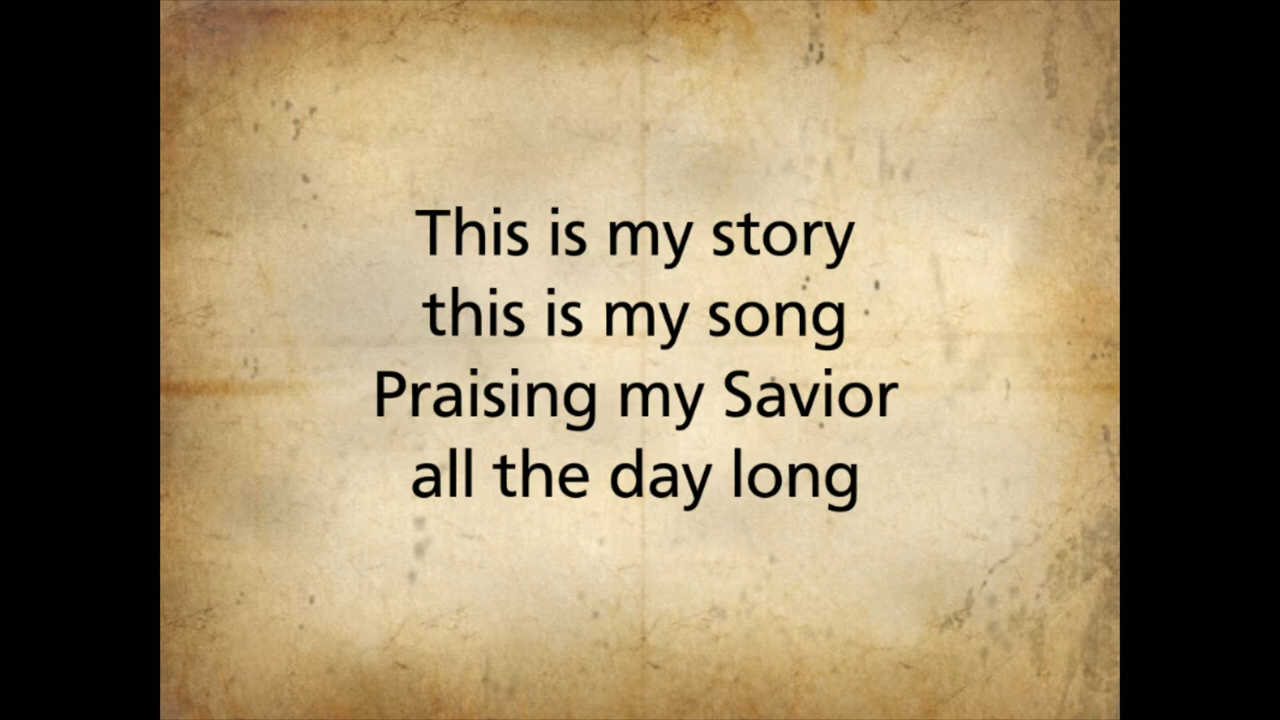 This is my story
this is my song
Praising my Savior
all the day long